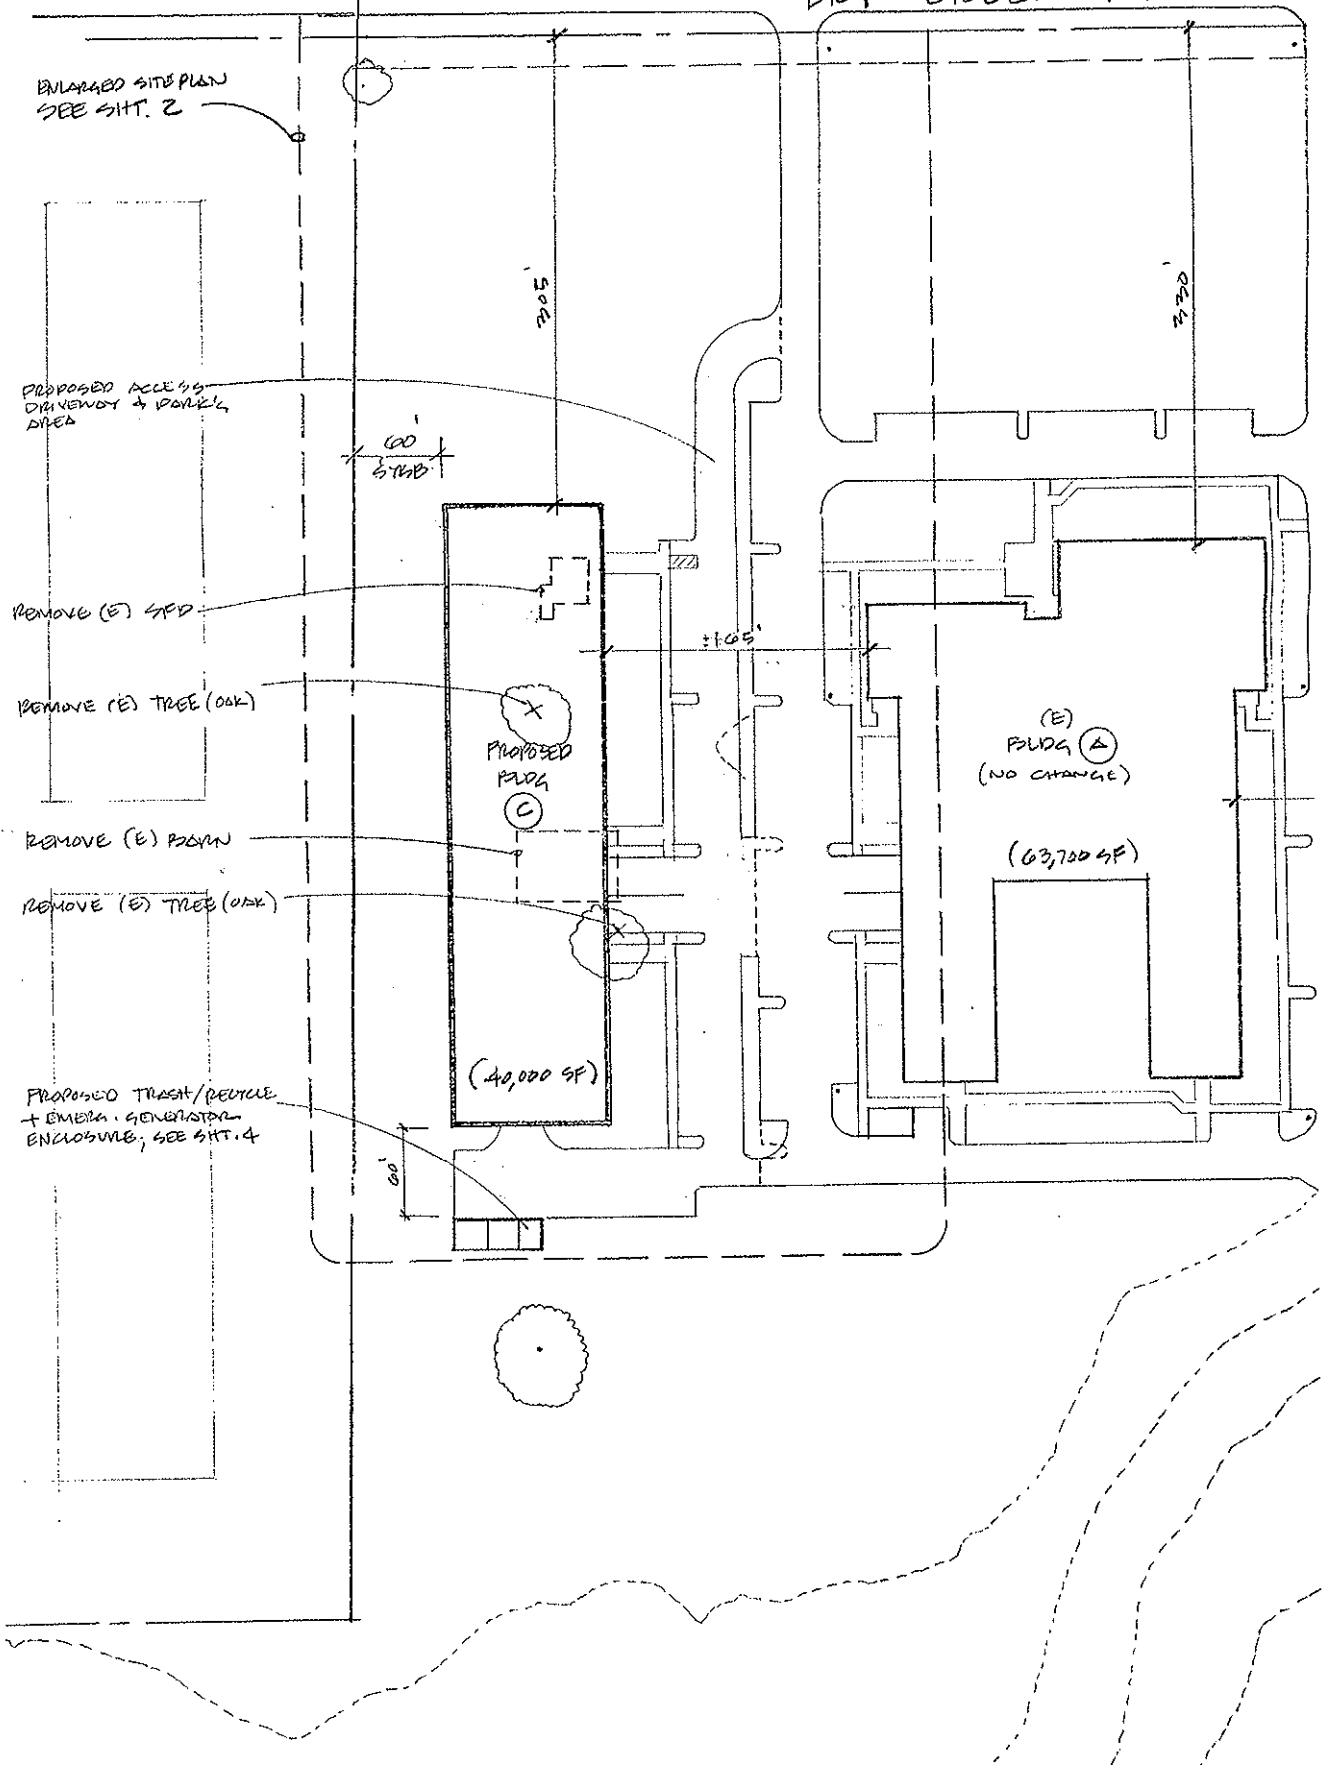 ENLARGED SITE PLAN
SEE SHT. 2
305'
330'
PROPOSED ACCESS
DRIVEWAY & PARK'G
AREA
60'
STBB
REMOVE (E) SFD
±165'
REMOVE (E) TREE (OAK)
PROPOSED
BLDG
C
(E)
BLDG A
(NO CHANGE)
REMOVE (E) BARN
(63,700 SF)
REMOVE (E) TREE (OAK)
(40,000 SF)
PROPOSED TRASH/RECYCLE
+ EMERG. GENERATOR
ENCLOSURE; SEE SHT. 4
60'